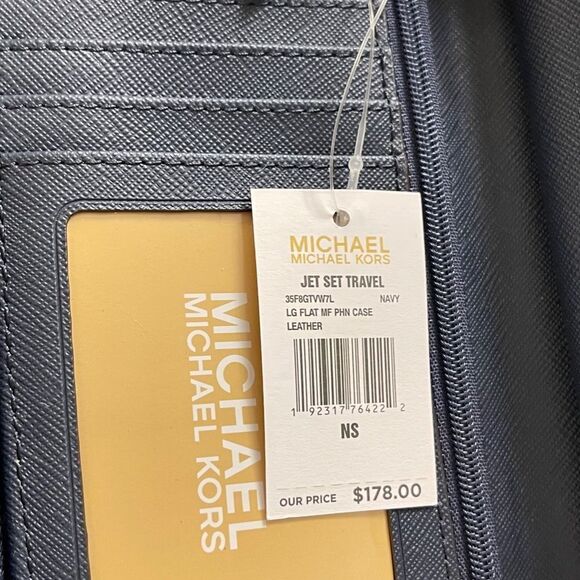 MICHAEL
MICHAEL KORS
JET SET TRAVEL
35F8GTVW7L NAVY
LG FLAT MF PHN CASE
LEATHER
1 92317 76422 2
NS
OUR PRICE $178.00
MICHAEL
MICHAEL KORS